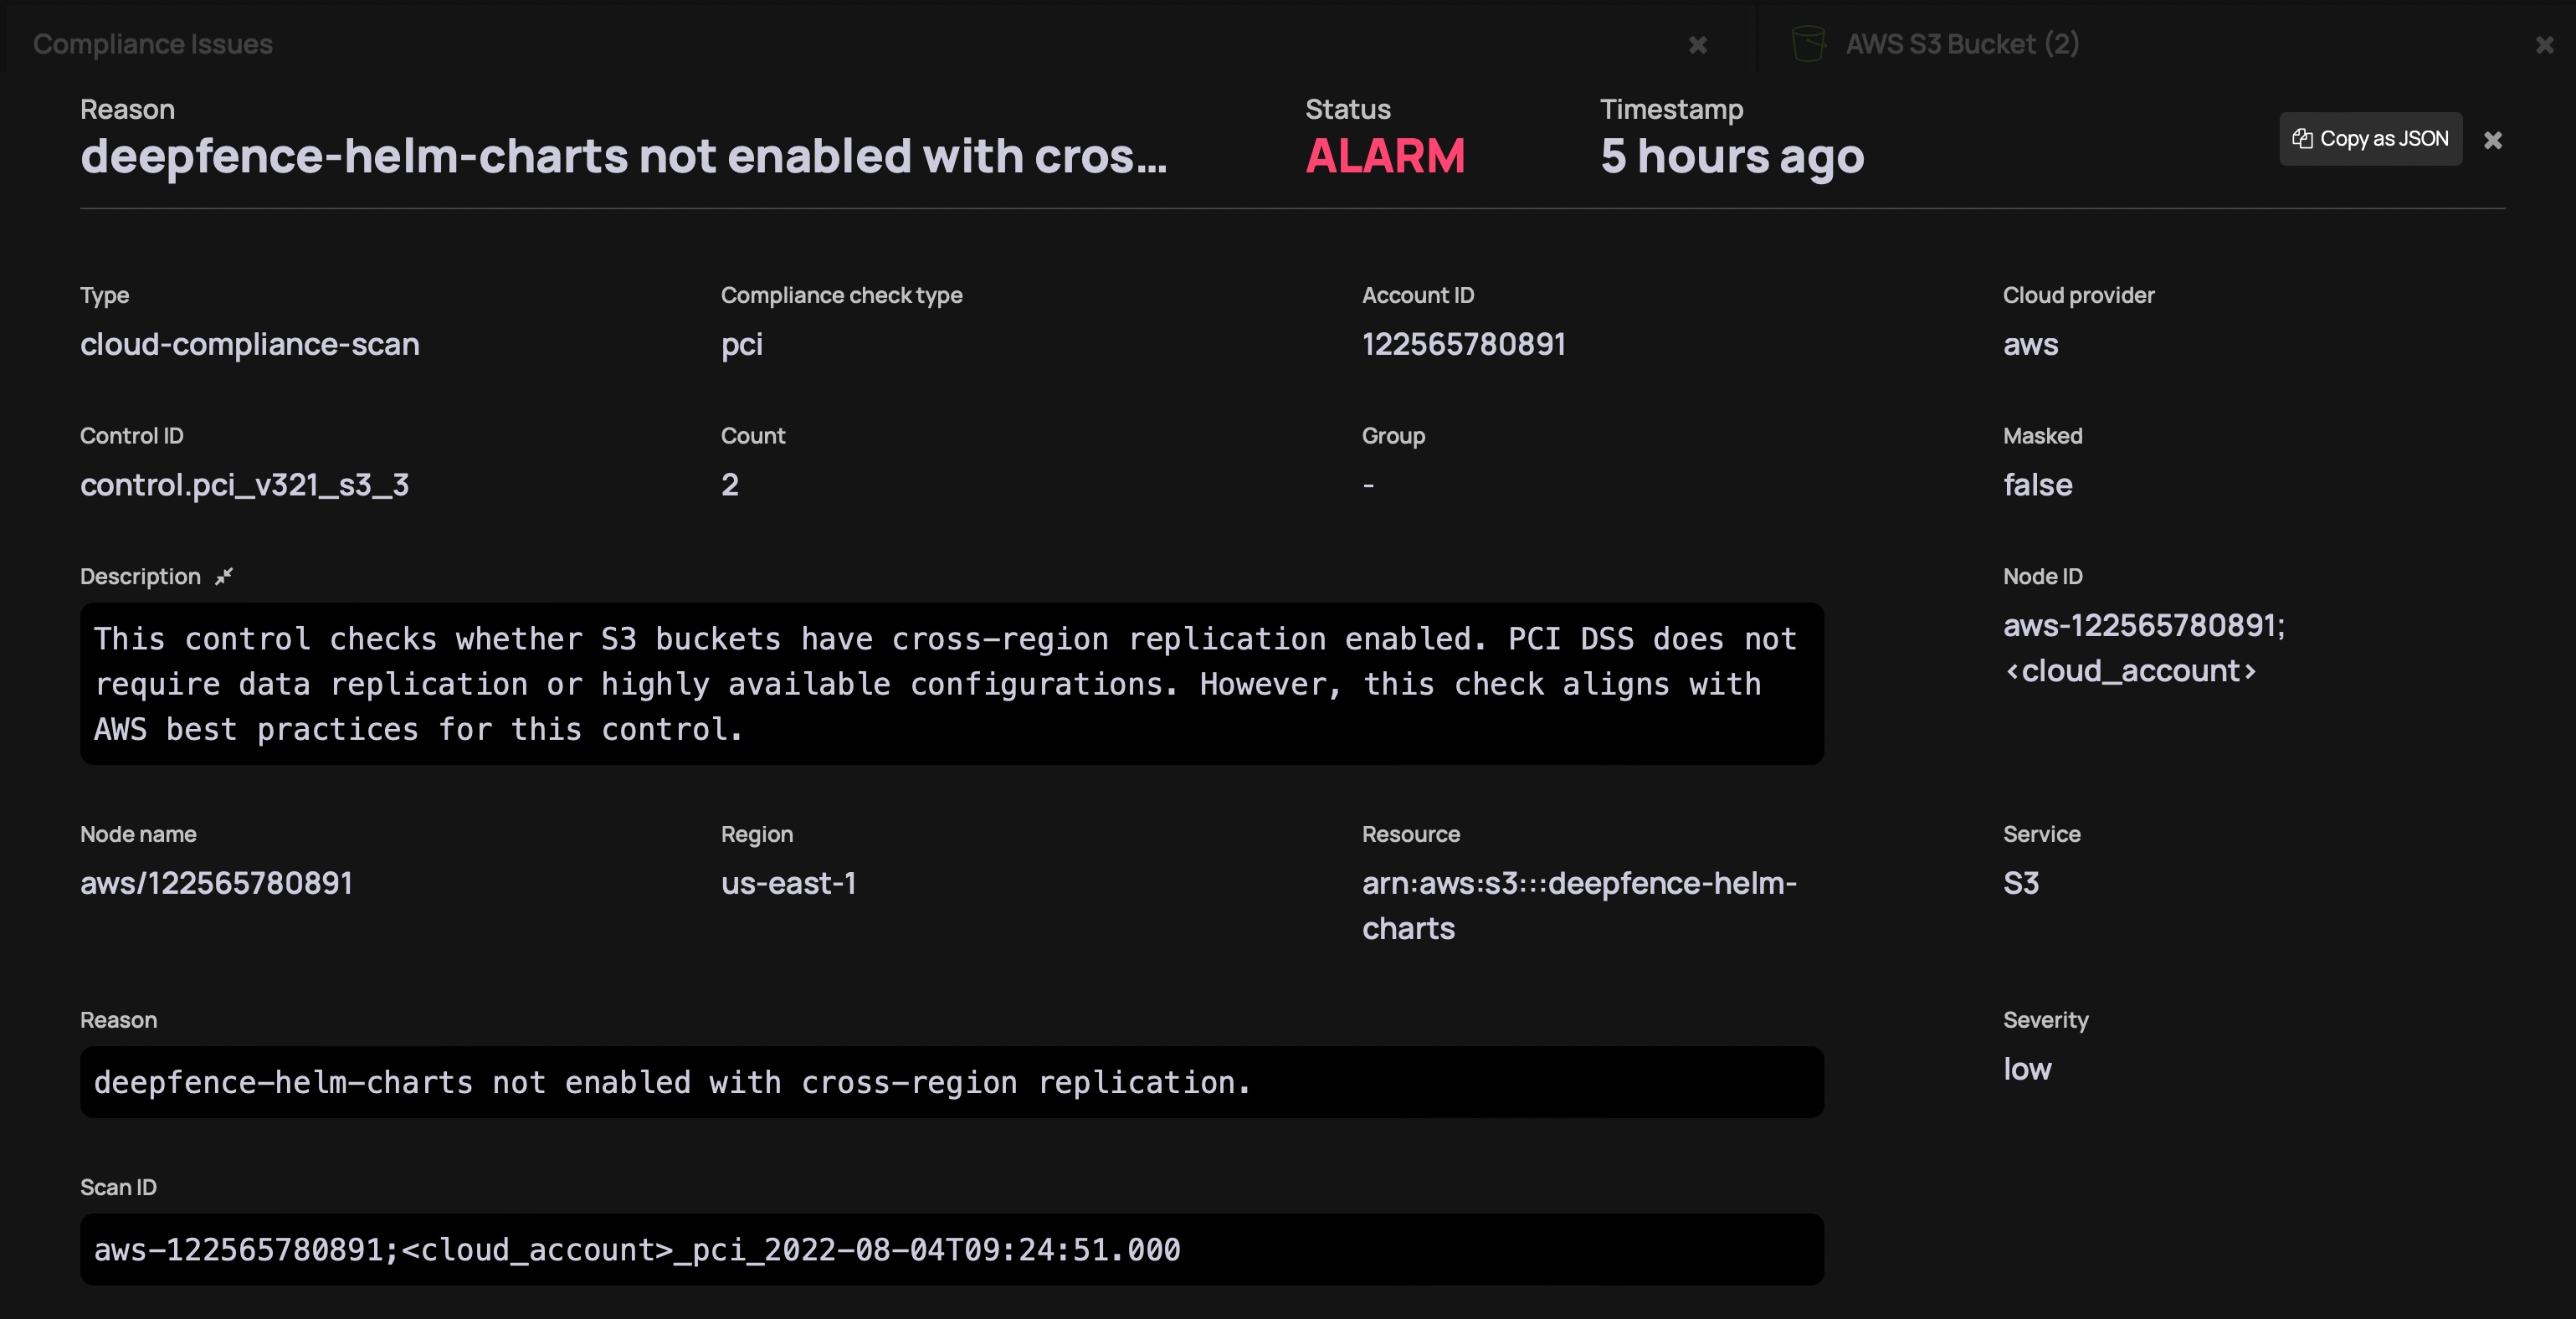 Compliance Issues
AWS S3 Bucket (2)
Reason
Status
Timestamp
deepfence-helm-charts not enabled with cros...
ALARM
5 hours ago
Copy as JSON
Type
Compliance check type
Account ID
Cloud provider
cloud-compliance-scan
pci
122565780891
aws
Control ID
Count
Group
Masked
control.pci_v321_s3_3
2
-
false
Description
Node ID
This control checks whether S3 buckets have cross-region replication enabled. PCI DSS does not
require data replication or highly available configurations. However, this check aligns with
AWS best practices for this control.
aws-122565780891;
<cloud_account>
Node name
Region
Resource
Service
aws/122565780891
us-east-1
arn:aws:s3:::deepfence-helm-
charts
S3
Reason
Severity
deepfence-helm-charts not enabled with cross-region replication.
low
Scan ID
aws-122565780891;<cloud_account>_pci_2022-08-04T09:24:51.000